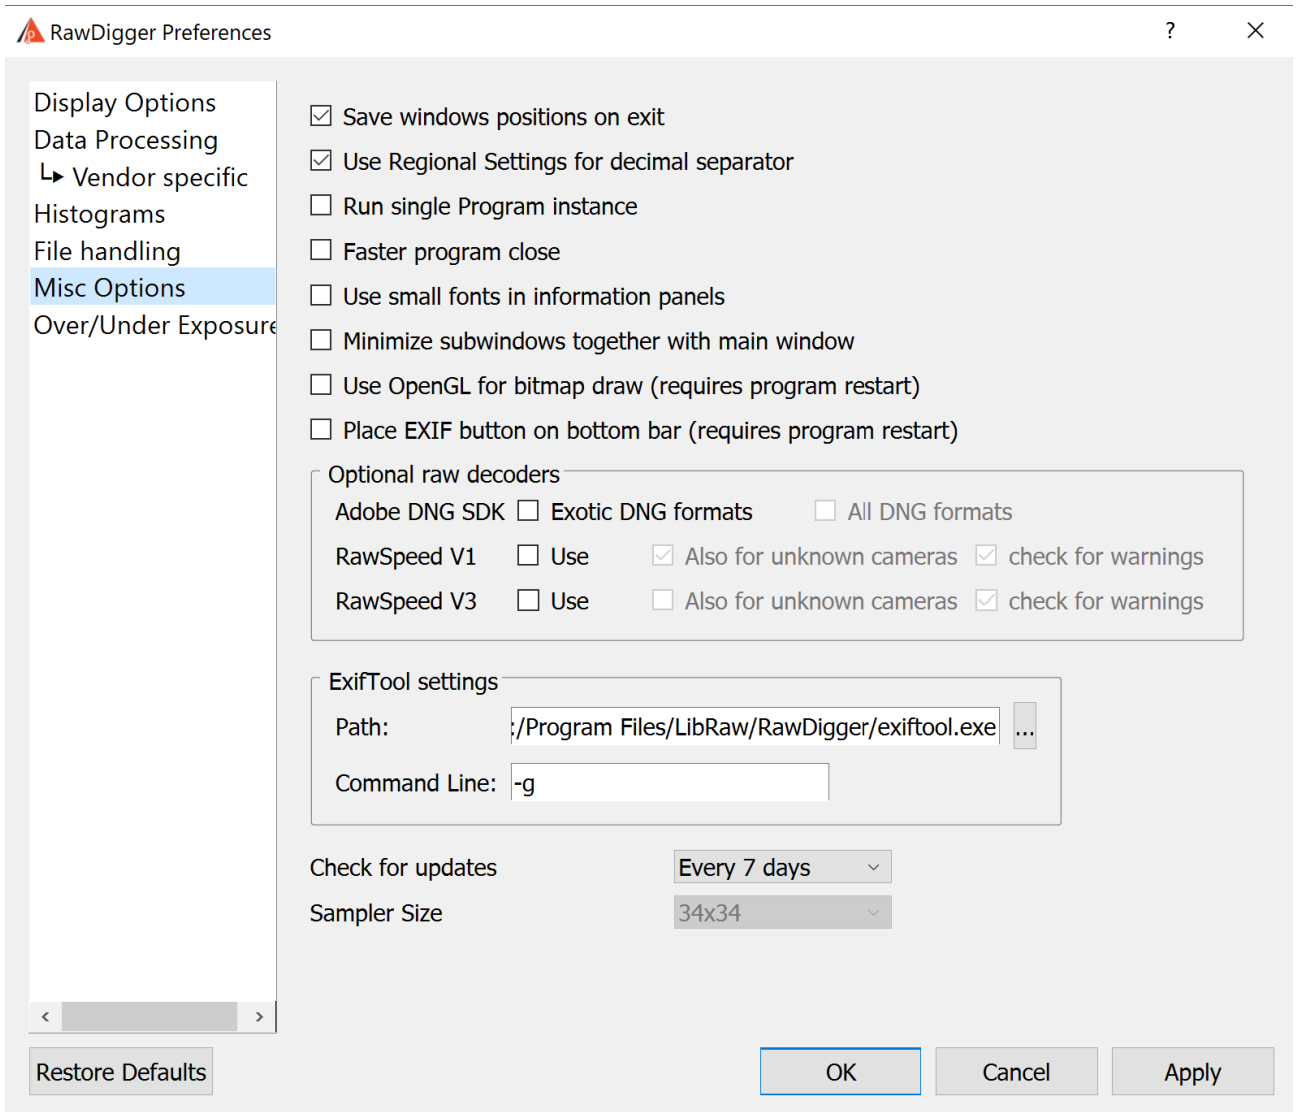 RawDigger Preferences
Display Options
Data Processing
Vendor specific
Histograms
File handling
Misc Options
Over/Under Exposure
Save windows positions on exit
Use Regional Settings for decimal separator
Run single Program instance
Faster program close
Use small fonts in information panels
Minimize subwindows together with main window
Use OpenGL for bitmap draw (requires program restart)
Place EXIF button on bottom bar (requires program restart)
Optional raw decoders
Adobe DNG SDK Exotic DNG formats All DNG formats
RawSpeed V1 Use Also for unknown cameras check for warnings
RawSpeed V3 Use Also for unknown cameras check for warnings
ExifTool settings
Path: :/Program Files/LibRaw/RawDigger/exiftool.exe ...
Command Line: -g
Check for updates Every 7 days
Sampler Size 34x34
Restore Defaults OK Cancel Apply